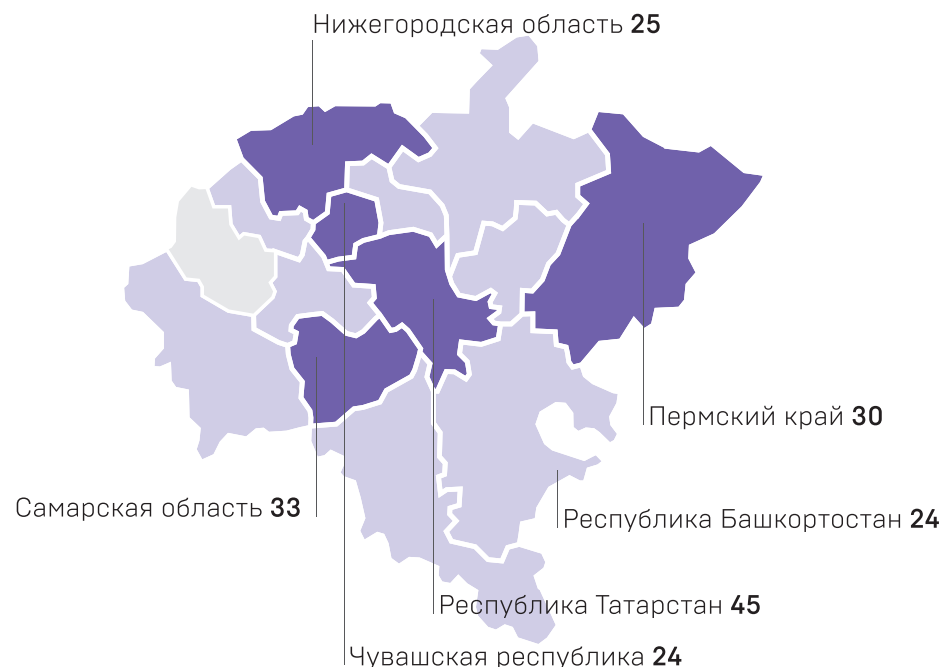 Нижегородская область 25
Пермский край 30
Самарская область 33
Республика Башкортостан 24
Республика Татарстан 45
Чувашская республика 24